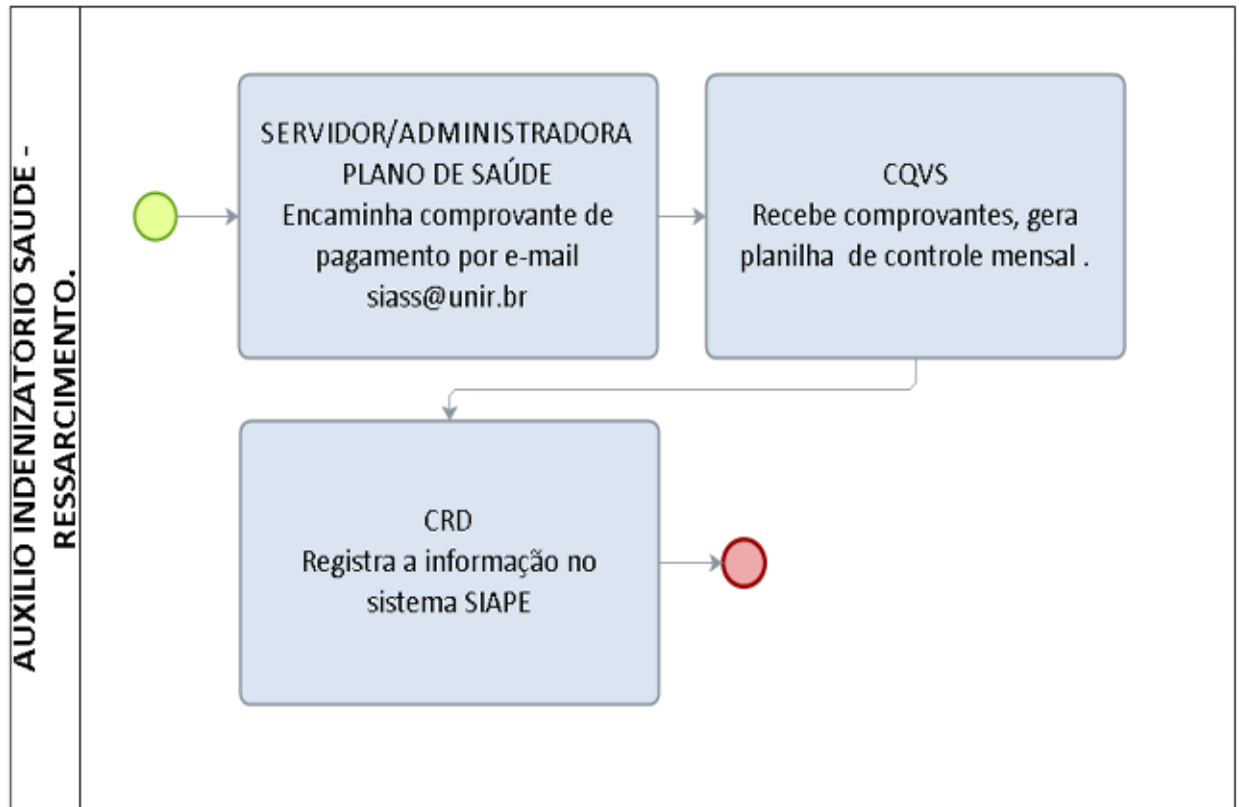 AUXILIO INDENIZATÓRIO SAÚDE -
RESSARCIMENTO.
SERVIDOR/ADMINISTRADORA
PLANO DE SAÚDE
Encaminha comprovante de
pagamento por e-mail
siass@unir.br
CQVS
Recebe comprovantes, gera
planilha de controle mensal .
CRD
Registra a informação no
sistema SIAPE